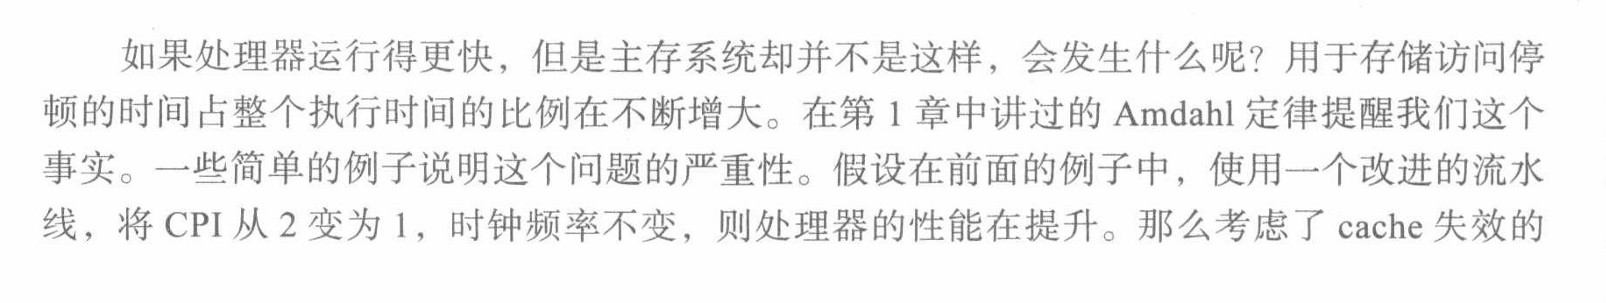 如果处理器运行得更快，但是主存系统却并不是这样，会发生什么呢？用于存储访问停
顿的时间占整个执行时间的比例在不断增大。在第 1 章中讲过的 Amdahl 定律提醒我们这个
事实。一些简单的例子说明这个问题的严重性。假设在前面的例子中，使用一个改进的流水
线，将 CPI 从 2 变为 1，时钟频率不变，则处理器的性能在提升。那么考虑了 cache 失效的